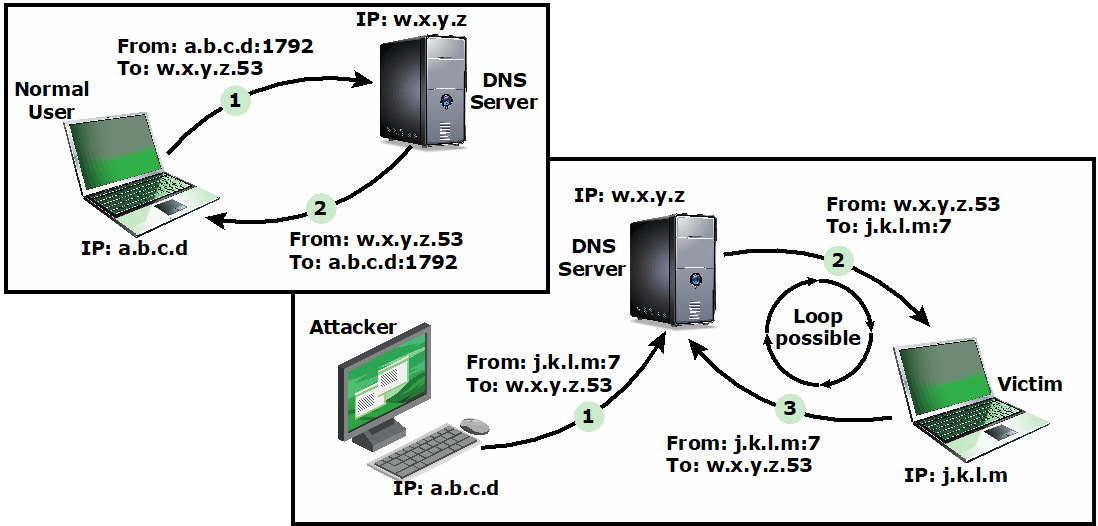 IP: w.x.y.z
From: a.b.c.d:1792
To: w.x.y.z.53
Normal
User
1
DNS
Server
2
From: w.x.y.z.53
To: a.b.c.d:1792
IP: a.b.c.d
IP: w.x.y.z
DNS
Server
From: w.x.y.z.53
To: j.k.l.m:7
2
Loop
possible
Attacker
From: j.k.l.m:7
To: w.x.y.z.53
1
IP: a.b.c.d
3
From: j.k.l.m:7
To: w.x.y.z.53
Victim
IP: j.k.l.m